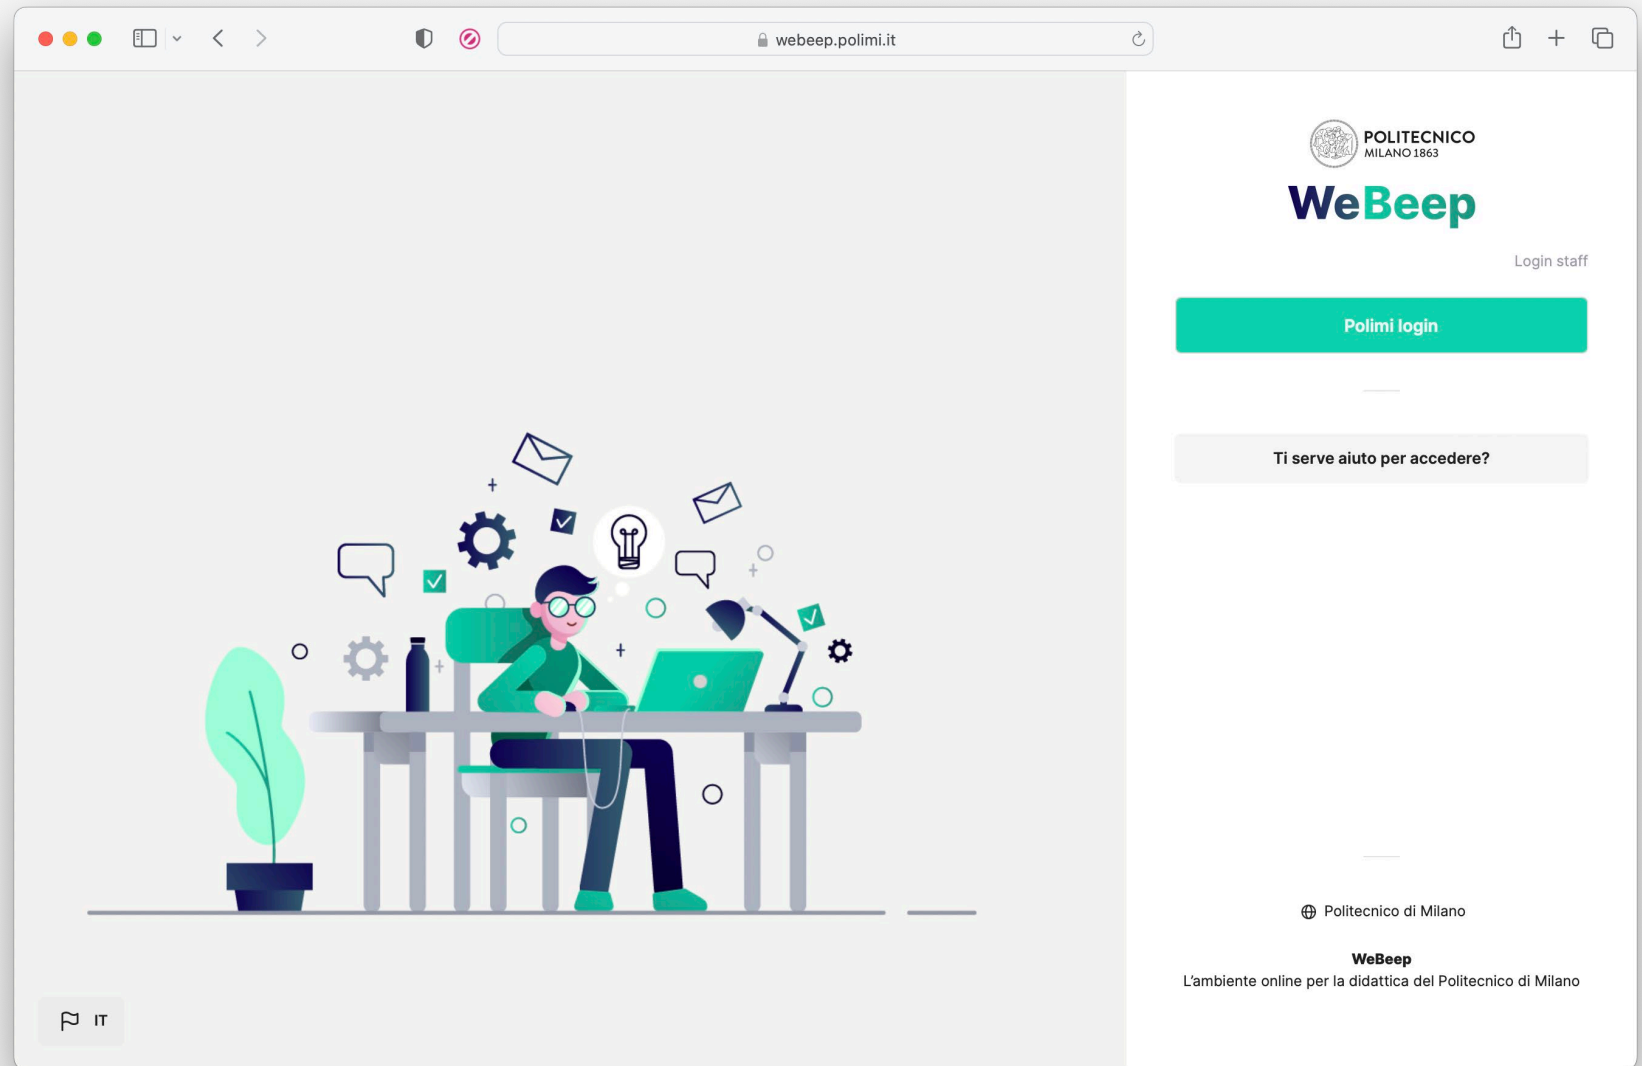 webeep.polimi.it
POLITECNICO
MILANO 1863
WeBeep
Login staff
Polimi login
Ti serve aiuto per accedere?
Politecnico di Milano
WeBeep
L’ambiente online per la didattica del Politecnico di Milano
IT